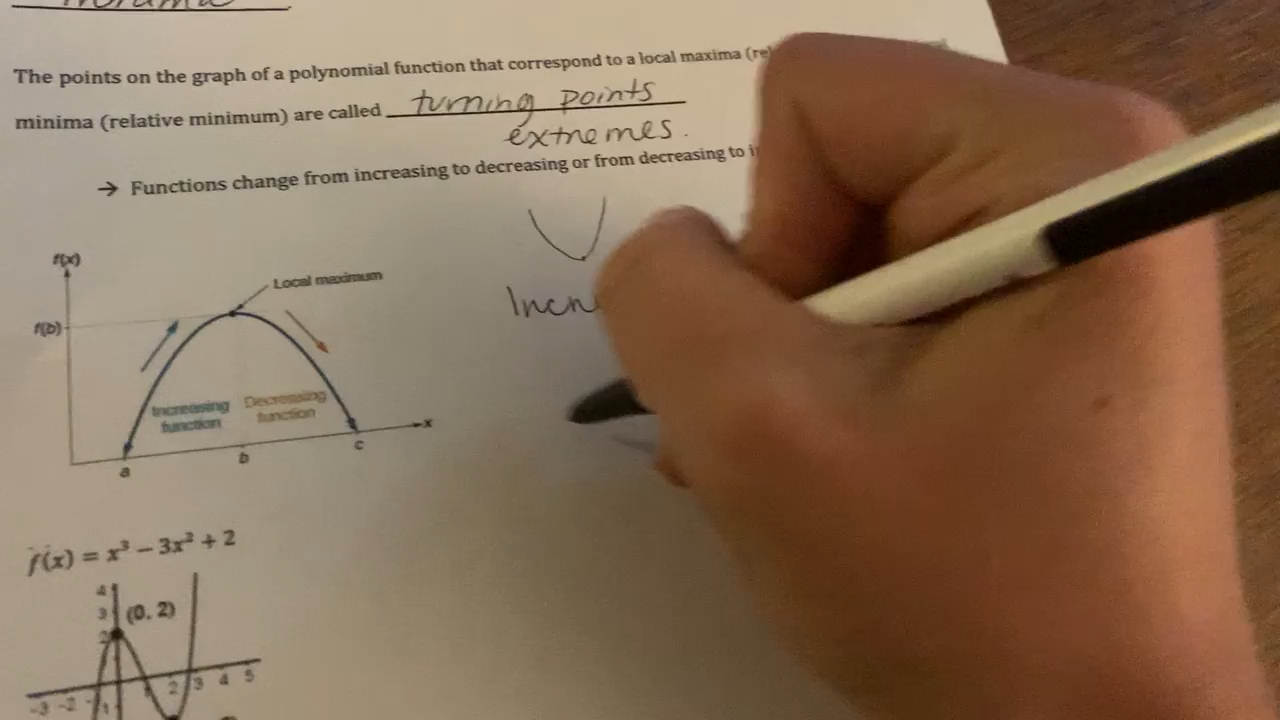 The points on the graph of a polynomial function that correspond to a local maxima (rel
minima (relative minimum) are called turning points
extremes.
→ Functions change from increasing to decreasing or from decreasing to i
f(x)
Local maximum
f(b)
Incr
Increasing function
Decreasing function
x
a
b
c
f(x) = x³ − 3x² + 2
4
3
(0, 2)
2
-3 -2 -1 1 2 3 4 5